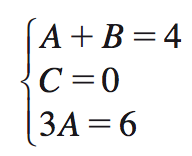 A + B = 4
C = 0
3A = 6